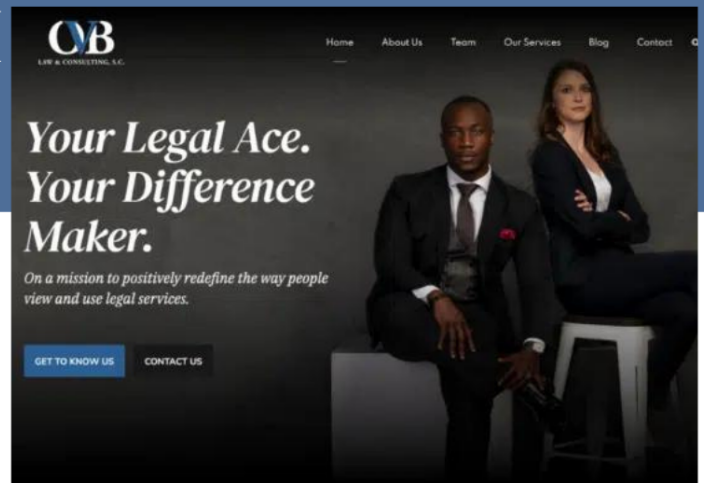 OVB
LAW & CONSULTING, S.C.
Home About Us Team Our Services Blog Contact
Your Legal Ace.
Your Difference
Maker.
On a mission to positively redefine the way people
view and use legal services.
GET TO KNOW US CONTACT US